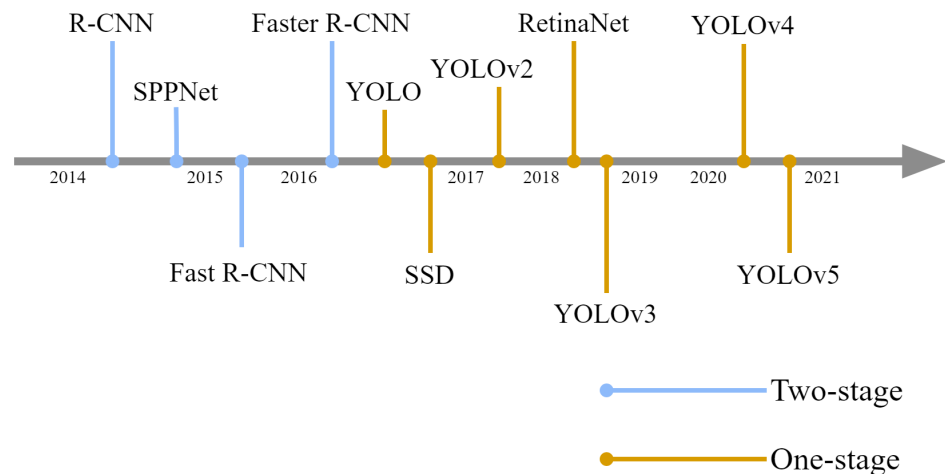 R-CNN
Faster R-CNN
RetinaNet
YOLOv4
SPPNet
YOLO
YOLOv2
2014
2015
2016
2017
2018
2019
2020
2021
Fast R-CNN
SSD
YOLOv3
YOLOv5
Two-stage
One-stage